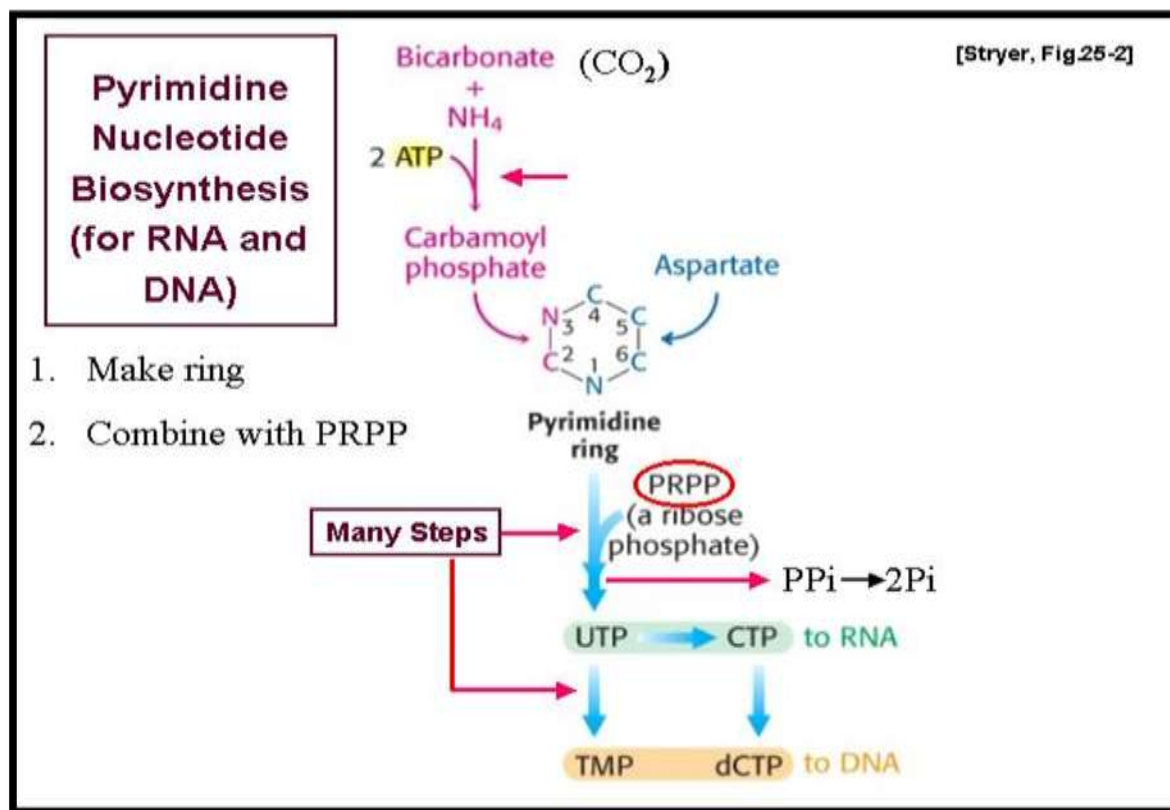 Pyrimidine
Nucleotide
Biosynthesis
(for RNA and
DNA)
Bicarbonate (CO₂)
+
NH₄
[Stryer, Fig.25-2]
2 ATP
Carbamoyl
phosphate
Aspartate
C
N 3 4 5 C
C 2 1 6 C
N
1. Make ring
2. Combine with PRPP
Pyrimidine
ring
PRPP
(a ribose
phosphate)
Many Steps
PPi→2Pi
UTP CTP to RNA
TMP dCTP to DNA